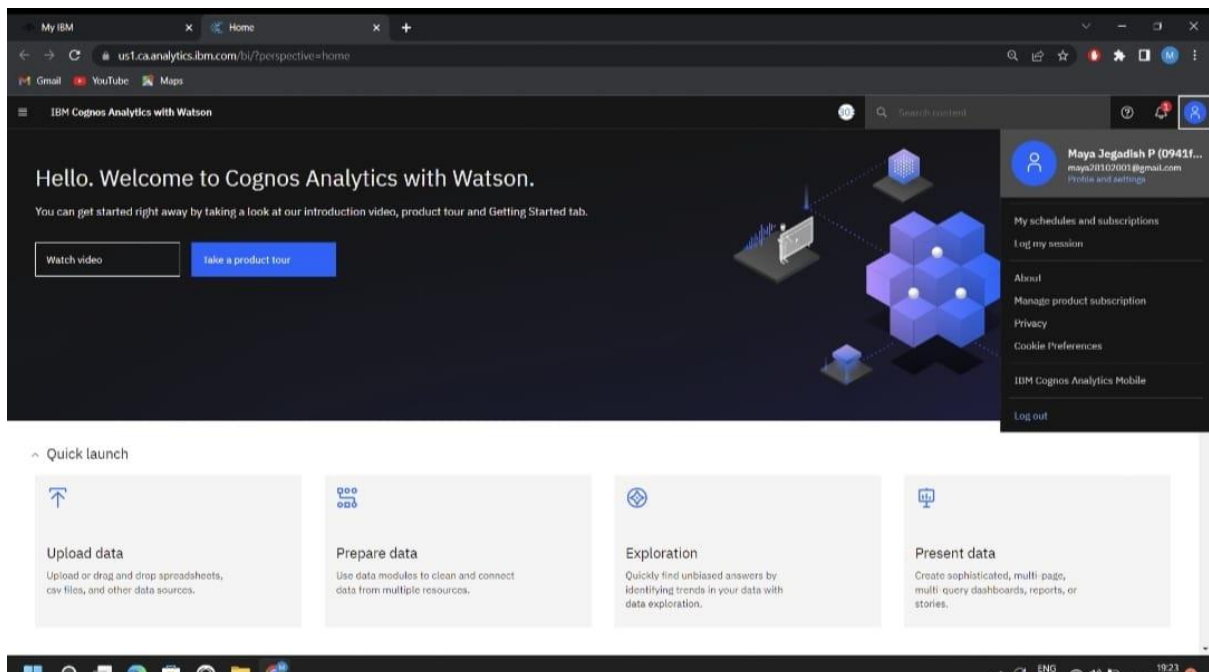 My IBM
Home
us1.ca.analytics.ibm.com/bi/?perspective=home
Gmail
YouTube
Maps
M
IBM Cognos Analytics with Watson
Search content
1
Hello. Welcome to Cognos Analytics with Watson.
You can get started right away by taking a look at our introduction video, product tour and Getting Started tab.
Watch video
Take a product tour
Maya Jegadish P (0941f...
maya28102001@gmail.com
Profile and settings
My schedules and subscriptions
Log my session
About
Manage product subscription
Privacy
Cookie Preferences
IBM Cognos Analytics Mobile
Log out
Quick launch
Upload data
Upload or drag and drop spreadsheets,
csv files, and other data sources.
Prepare data
Use data modules to clean and connect
data from multiple resources.
Exploration
Quickly find unbiased answers by
identifying trends in your data with
data exploration.
Present data
Create sophisticated, multi-page,
multi-query dashboards, reports, or
stories.
ENG
19:23